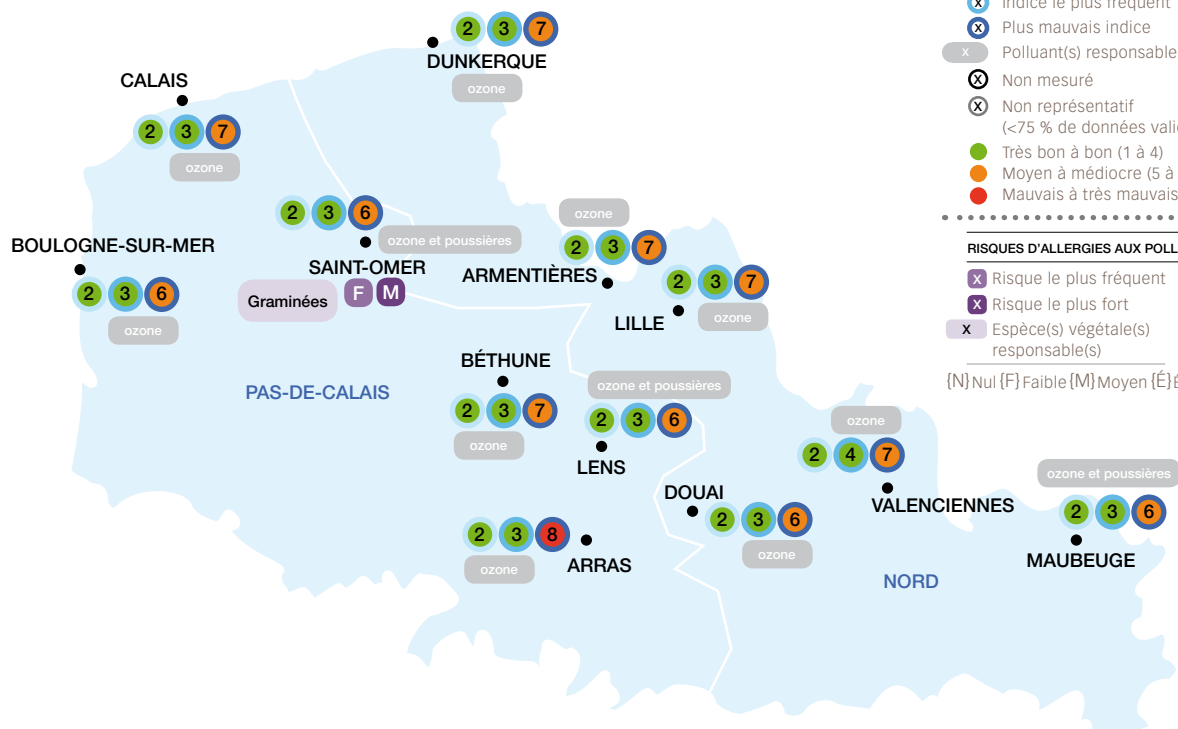 2 3 7
DUNKERQUE
ozone
CALAIS
2 3 7
ozone
2 3 6
ozone et poussières
SAINT-OMER
Graminées F M
BOULOGNE-SUR-MER
2 3 6
ozone
ozone
2 3 7
ARMENTIÈRES
2 3 7
ozone
LILLE
PAS-DE-CALAIS
BÉTHUNE
2 3 7
ozone
ozone et poussières
2 3 6
LENS
ozone
2 4 7
VALENCIENNES
DOUAI
2 3 6
ozone
2 3 8
ozone
ARRAS
ozone et poussières
2 3 6
MAUBEUGE
NORD
x Indice le plus fréquent
x Plus mauvais indice
x Polluant(s) responsable
x Non mesuré
x Non représentatif
(<75 % de données
Très bon à bon (1 à 4)
Moyen à médiocre (5 à
Mauvais à très mauvais
RISQUES D'ALLERGIES AUX
X Risque le plus fréquent
X Risque le plus fort
X Espèce(s) végétale(s)
responsable(s)
{N} Nul {F} Faible {M} Moyen {É}